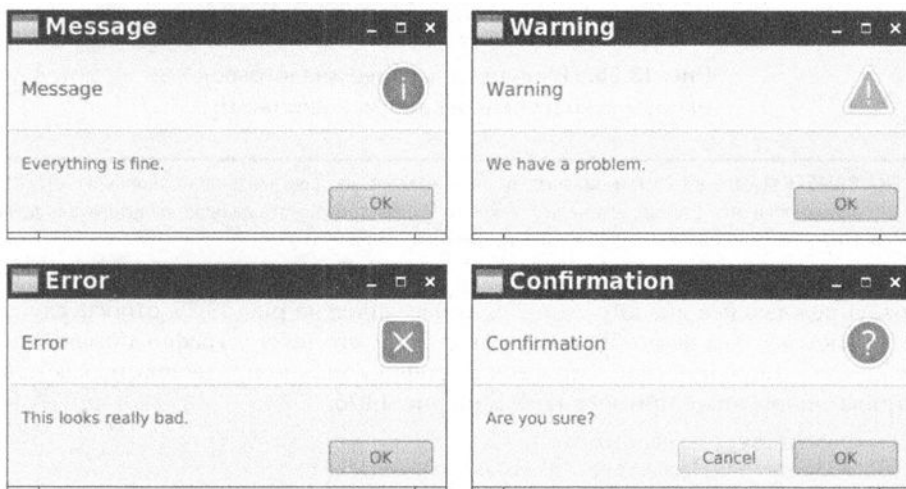 Message
Message
Everything is fine.
OK
Warning
Warning
We have a problem.
OK
Error
Error
This looks really bad.
OK
Confirmation
Confirmation
Are you sure?
Cancel
OK